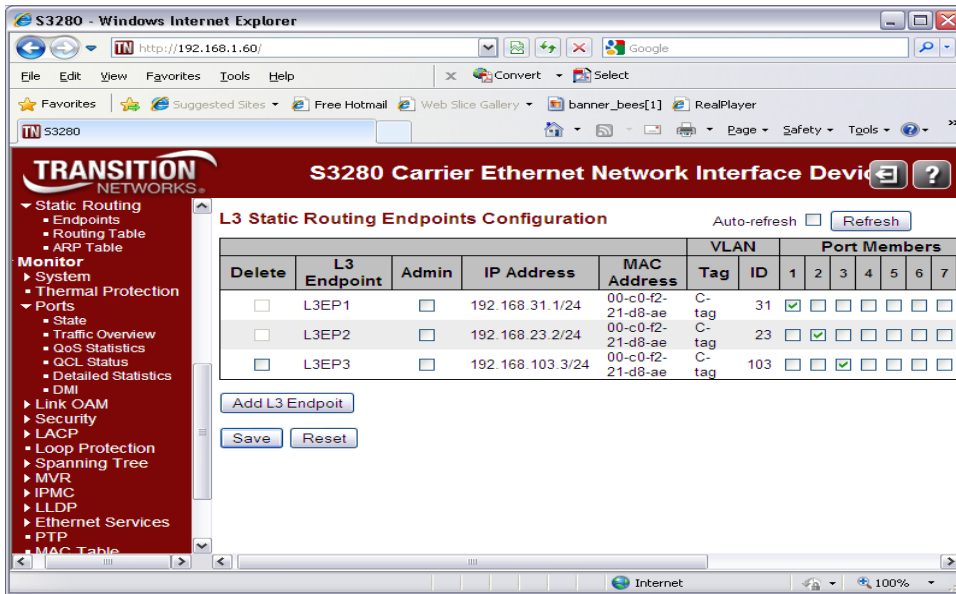 S3280 - Windows Internet Explorer
TN http://192.168.1.60/ Google
File Edit View Favorites Tools Help x Convert Select
Favorites Suggested Sites Free Hotmail Web Slice Gallery banner_bees[1] RealPlayer
TN S3280 Page Safety Tools »
TRANSITION NETWORKS®
S3280 Carrier Ethernet Network Interface Devic
?
Static Routing
Endpoints
Routing Table
ARP Table
Monitor
System
Thermal Protection
Ports
State
Traffic Overview
QoS Statistics
QCL Status
Detailed Statistics
DMI
Link OAM
Security
LACP
Loop Protection
Spanning Tree
MVR
IPMC
LLDP
Ethernet Services
PTP
MAC Table
L3 Static Routing Endpoints Configuration Auto-refresh Refresh
VLAN Port Members
Delete L3 Endpoint Admin IP Address MAC Address Tag ID 1 2 3 4 5 6 7
L3EP1 192.168.31.1/24 00-c0-f2-21-d8-ae C-tag 31
L3EP2 192.168.23.2/24 00-c0-f2-21-d8-ae C-tag 23
L3EP3 192.168.103.3/24 00-c0-f2-21-d8-ae C-tag 103
Add L3 Endpoit
Save Reset
Internet 100%